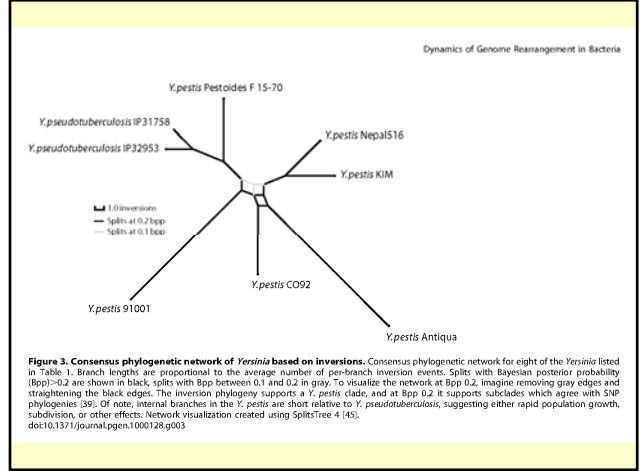 Dynamics of Genome Rearrangement in Bacteria
Y.pestis Pestoides F 15-70
Y.pseudotuberculosis IP31758
Y.pseudotuberculosis IP32953
Y.pestis Nepal516
Y.pestis KIM
1.0 inversions
Splits at 0.2 bpp
Splits at 0.1 bpp
Y.pestis CO92
Y.pestis 91001
Y.pestis Antiqua
Figure 3. Consensus phylogenetic network of Yersinia based on inversions. Consensus phylogenetic network for eight of the Yersinia listed
in Table 1. Branch lengths are proportional to the average number of per-branch inversion events. Splits with Bayesian posterior probability
(Bpp)>0.2 are shown in black, splits with Bpp between 0.1 and 0.2 in gray. To visualize the network at Bpp 0.2, imagine removing gray edges and
straightening the black edges. The inversion phylogeny supports a Y. pestis clade, and at Bpp 0.2 it supports subclades which agree with SNP
phylogenies [39]. Of note, internal branches in the Y. pestis are short relative to Y. pseudotuberculosis, suggesting either rapid population growth,
subdivision, or other effects. Network visualization created using SplitsTree 4 [45].
doi:10.1371/journal.pgen.1000128.g003